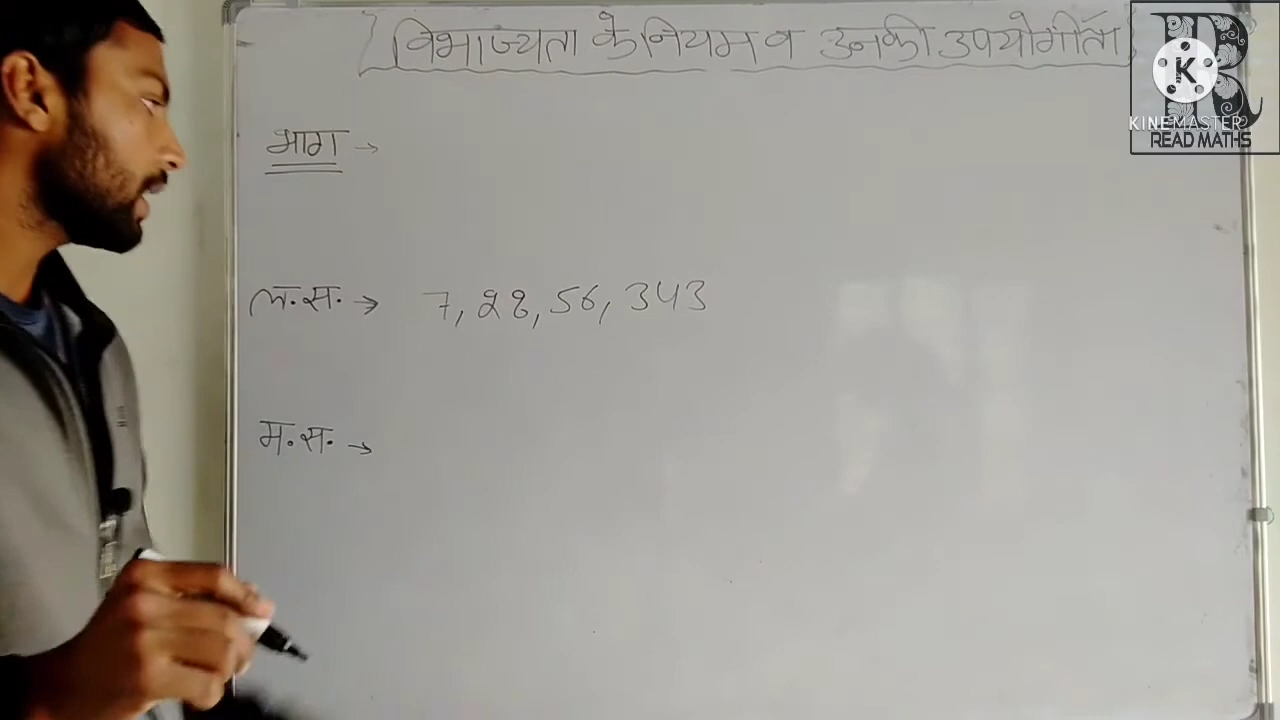 विभाज्यता के नियम व उनकी उपयोगीता
K
KINEMASTER
READ MATHS
भाग →
ल.स. → 7, 28, 56, 343
म.स. →